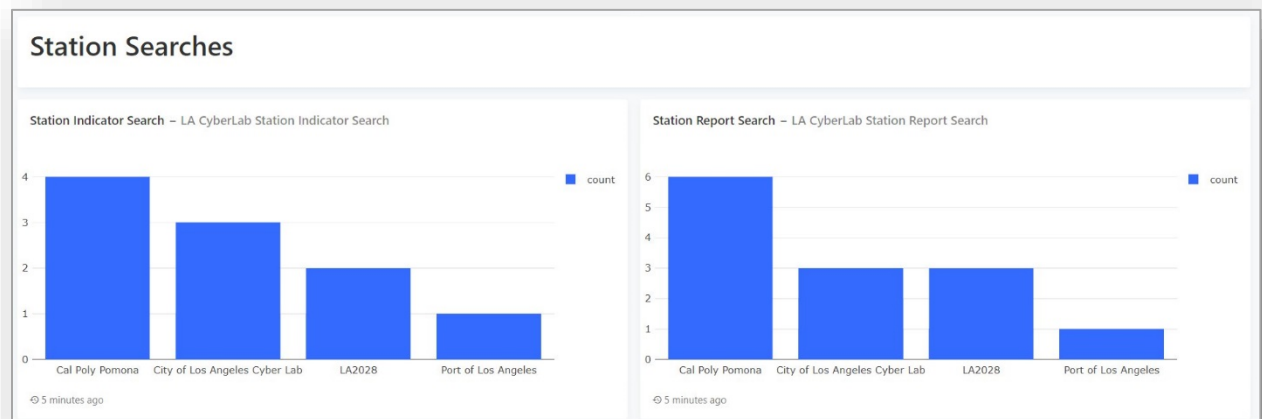 Station Searches
Station Indicator Search – LA CyberLab Station Indicator Search
4
3
2
1
0
count
Cal Poly Pomona City of Los Angeles Cyber Lab LA2028 Port of Los Angeles
5 minutes ago
Station Report Search – LA CyberLab Station Report Search
6
5
4
3
2
1
0
count
Cal Poly Pomona City of Los Angeles Cyber Lab LA2028 Port of Los Angeles
5 minutes ago